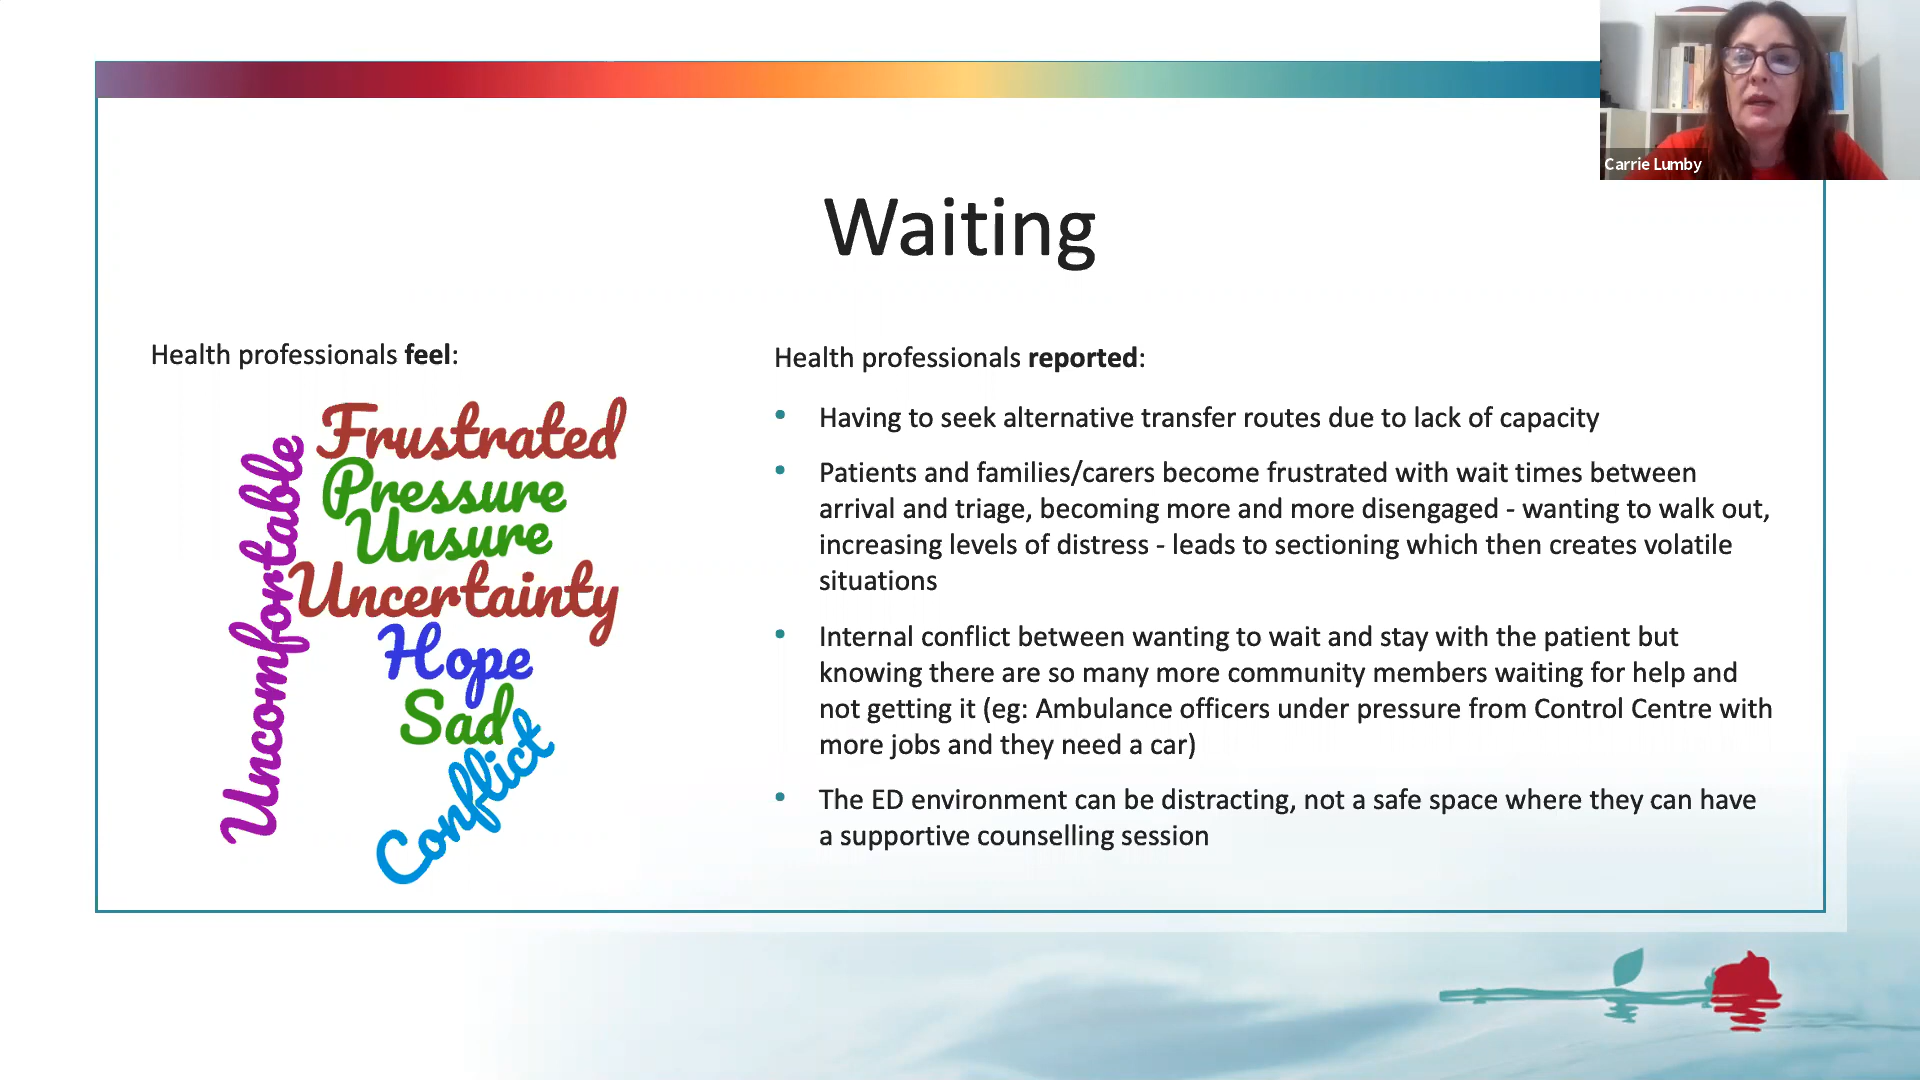 Carrie Lumby
Waiting
Health professionals feel:
Uncomfortable
Frustrated
Pressure
Unsure
Uncertainty
Hope
Sad
Conflict
Health professionals reported:
• Having to seek alternative transfer routes due to lack of capacity
• Patients and families/carers become frustrated with wait times between
arrival and triage, becoming more and more disengaged - wanting to walk out,
increasing levels of distress - leads to sectioning which then creates volatile
situations
• Internal conflict between wanting to wait and stay with the patient but
knowing there are so many more community members waiting for help and
not getting it (eg: Ambulance officers under pressure from Control Centre with
more jobs and they need a car)
• The ED environment can be distracting, not a safe space where they can have
a supportive counselling session